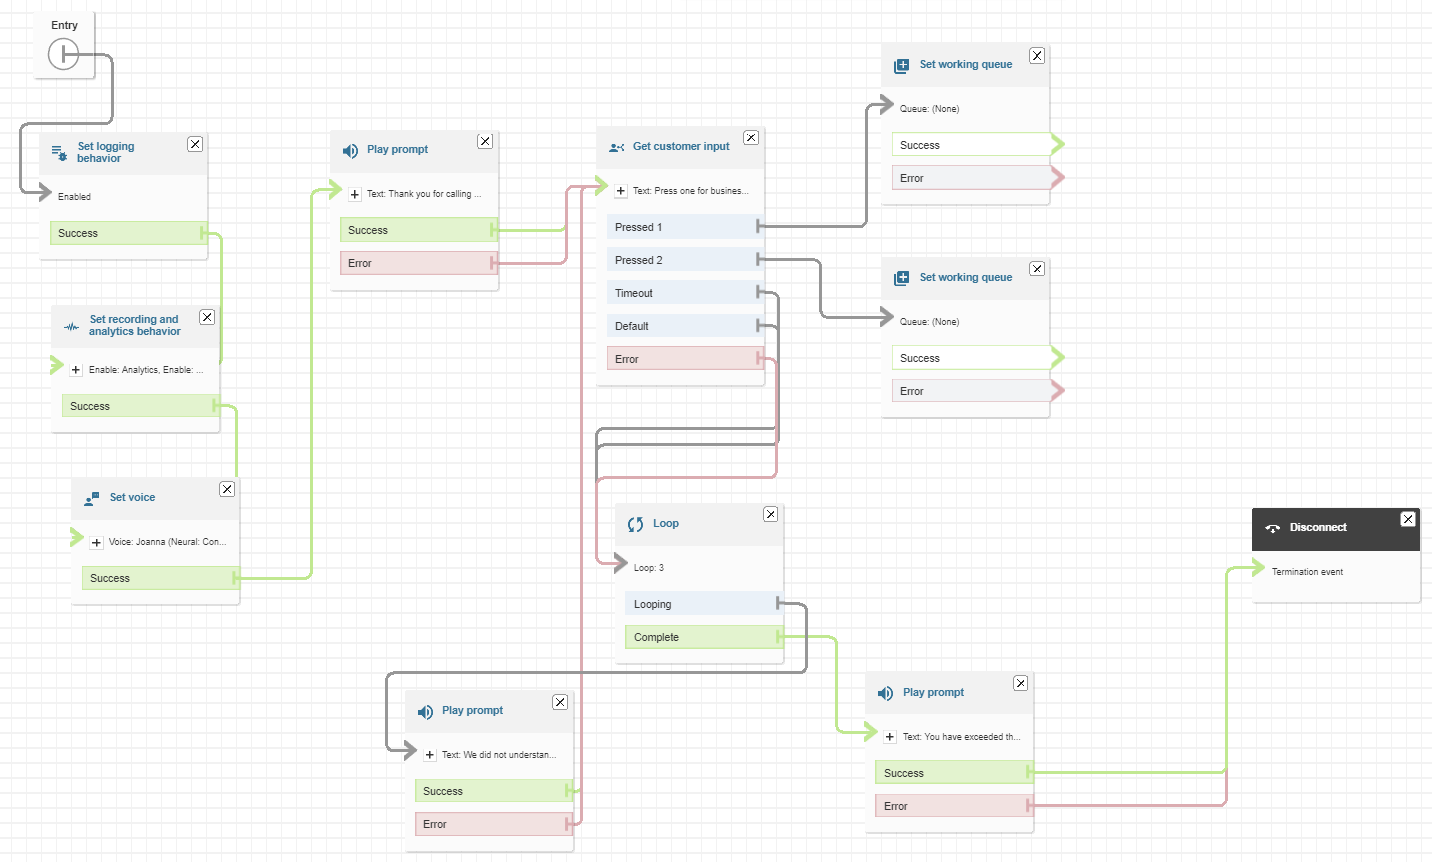 Entry
Set logging
behavior
Enabled
Success
Set recording and
analytics behavior
Enable: Analytics, Enable: ...
Success
Set voice
Voice: Joanna (Neural: Con...
Success
Play prompt
Text: Thank you for calling ...
Success
Error
Get customer input
Text: Press one for busines...
Pressed 1
Pressed 2
Timeout
Default
Error
Set working queue
Queue: (None)
Success
Error
Set working queue
Queue: (None)
Success
Error
Loop
Loop: 3
Looping
Complete
Play prompt
Text: We did not understan...
Success
Error
Play prompt
Text: You have exceeded th...
Success
Error
Disconnect
Termination event